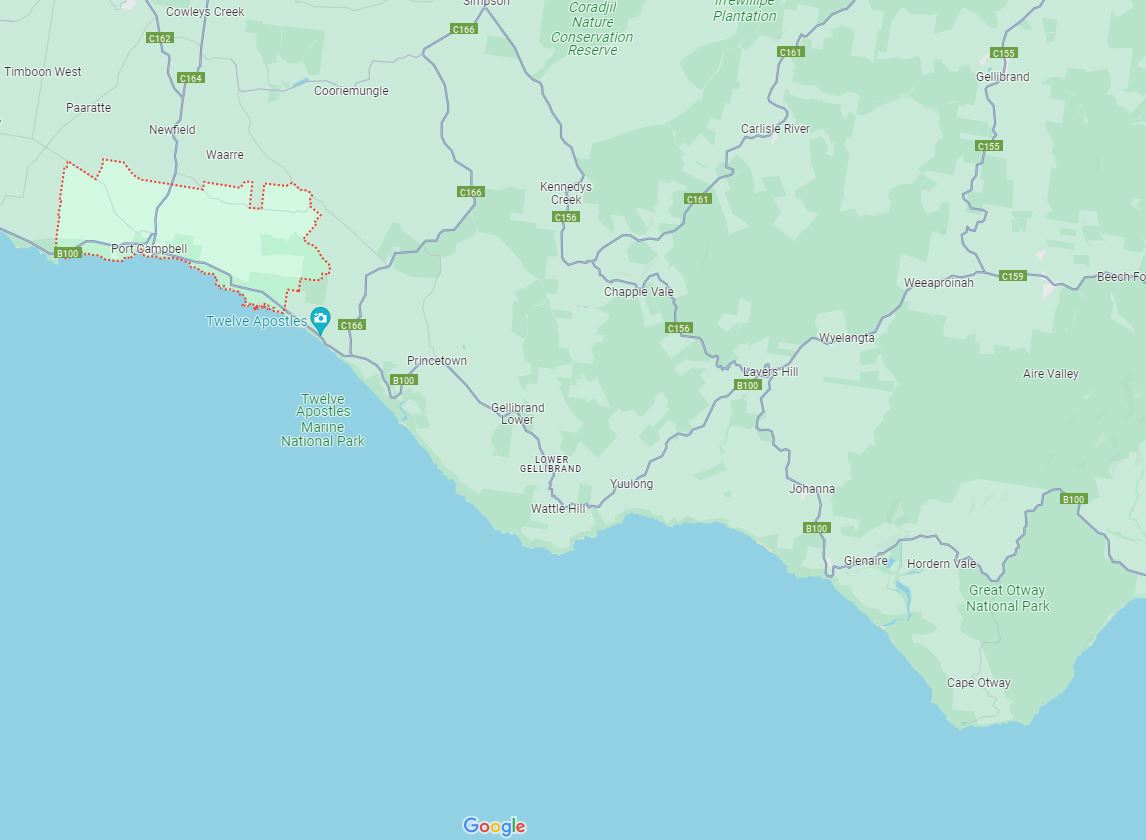 Simpson
Cowleys Creek
Coradjil
Nature
Conservation
Reserve
Plantation
C166
C162
C161
C155
Timboon West
C164
Gellibrand
Cooriemungle
Paaratte
Newfield
Carlisle River
C155
Waarre
Kennedys
Creek
C166
C161
C156
Port Campbell
B100
Weeaproinah
C159
Beech Fo
Chapple Vale
Twelve Apostles
C166
C156
Wyelangta
Princetown
Lavers Hill
B100
B100
Aire Valley
Twelve
Apostles
Marine
National Park
Gellibrand
Lower
LOWER
GELLIBRAND
Yuulong
Johanna
B100
Wattle Hill
B100
Glenaire
Hordern Vale
Great Otway
National Park
Cape Otway
Google